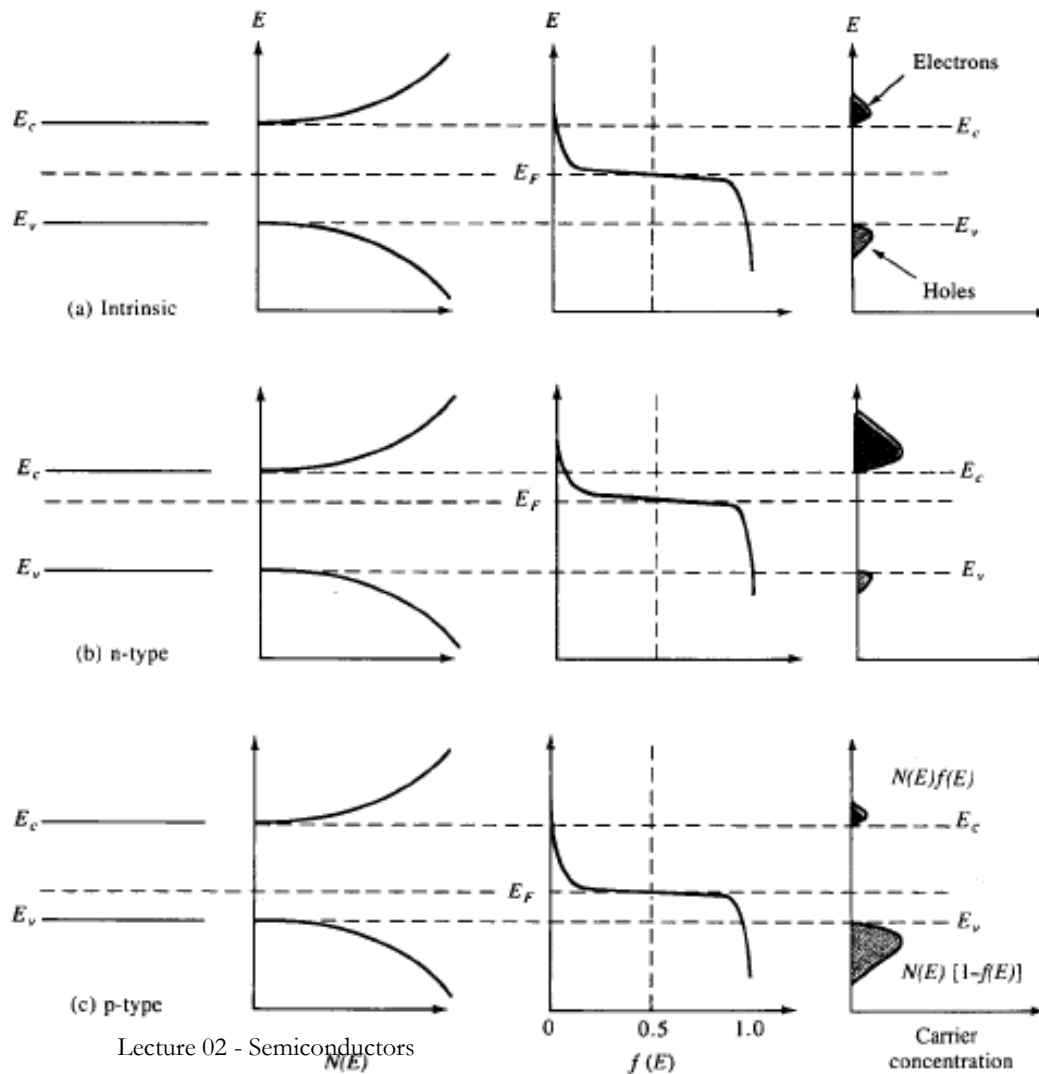 E E E
Electrons
E_c E_c
E_F
E_v E_v
Holes
(a) Intrinsic
E_c E_c
E_F
E_v E_v
(b) n-type
N(E)f(E)
E_c E_c
E_F
E_v E_v
N(E) [1-f(E)]
(c) p-type
0 0.5 1.0
Lecture 02 - Semiconductors
N(E) f(E) Carrier
concentration